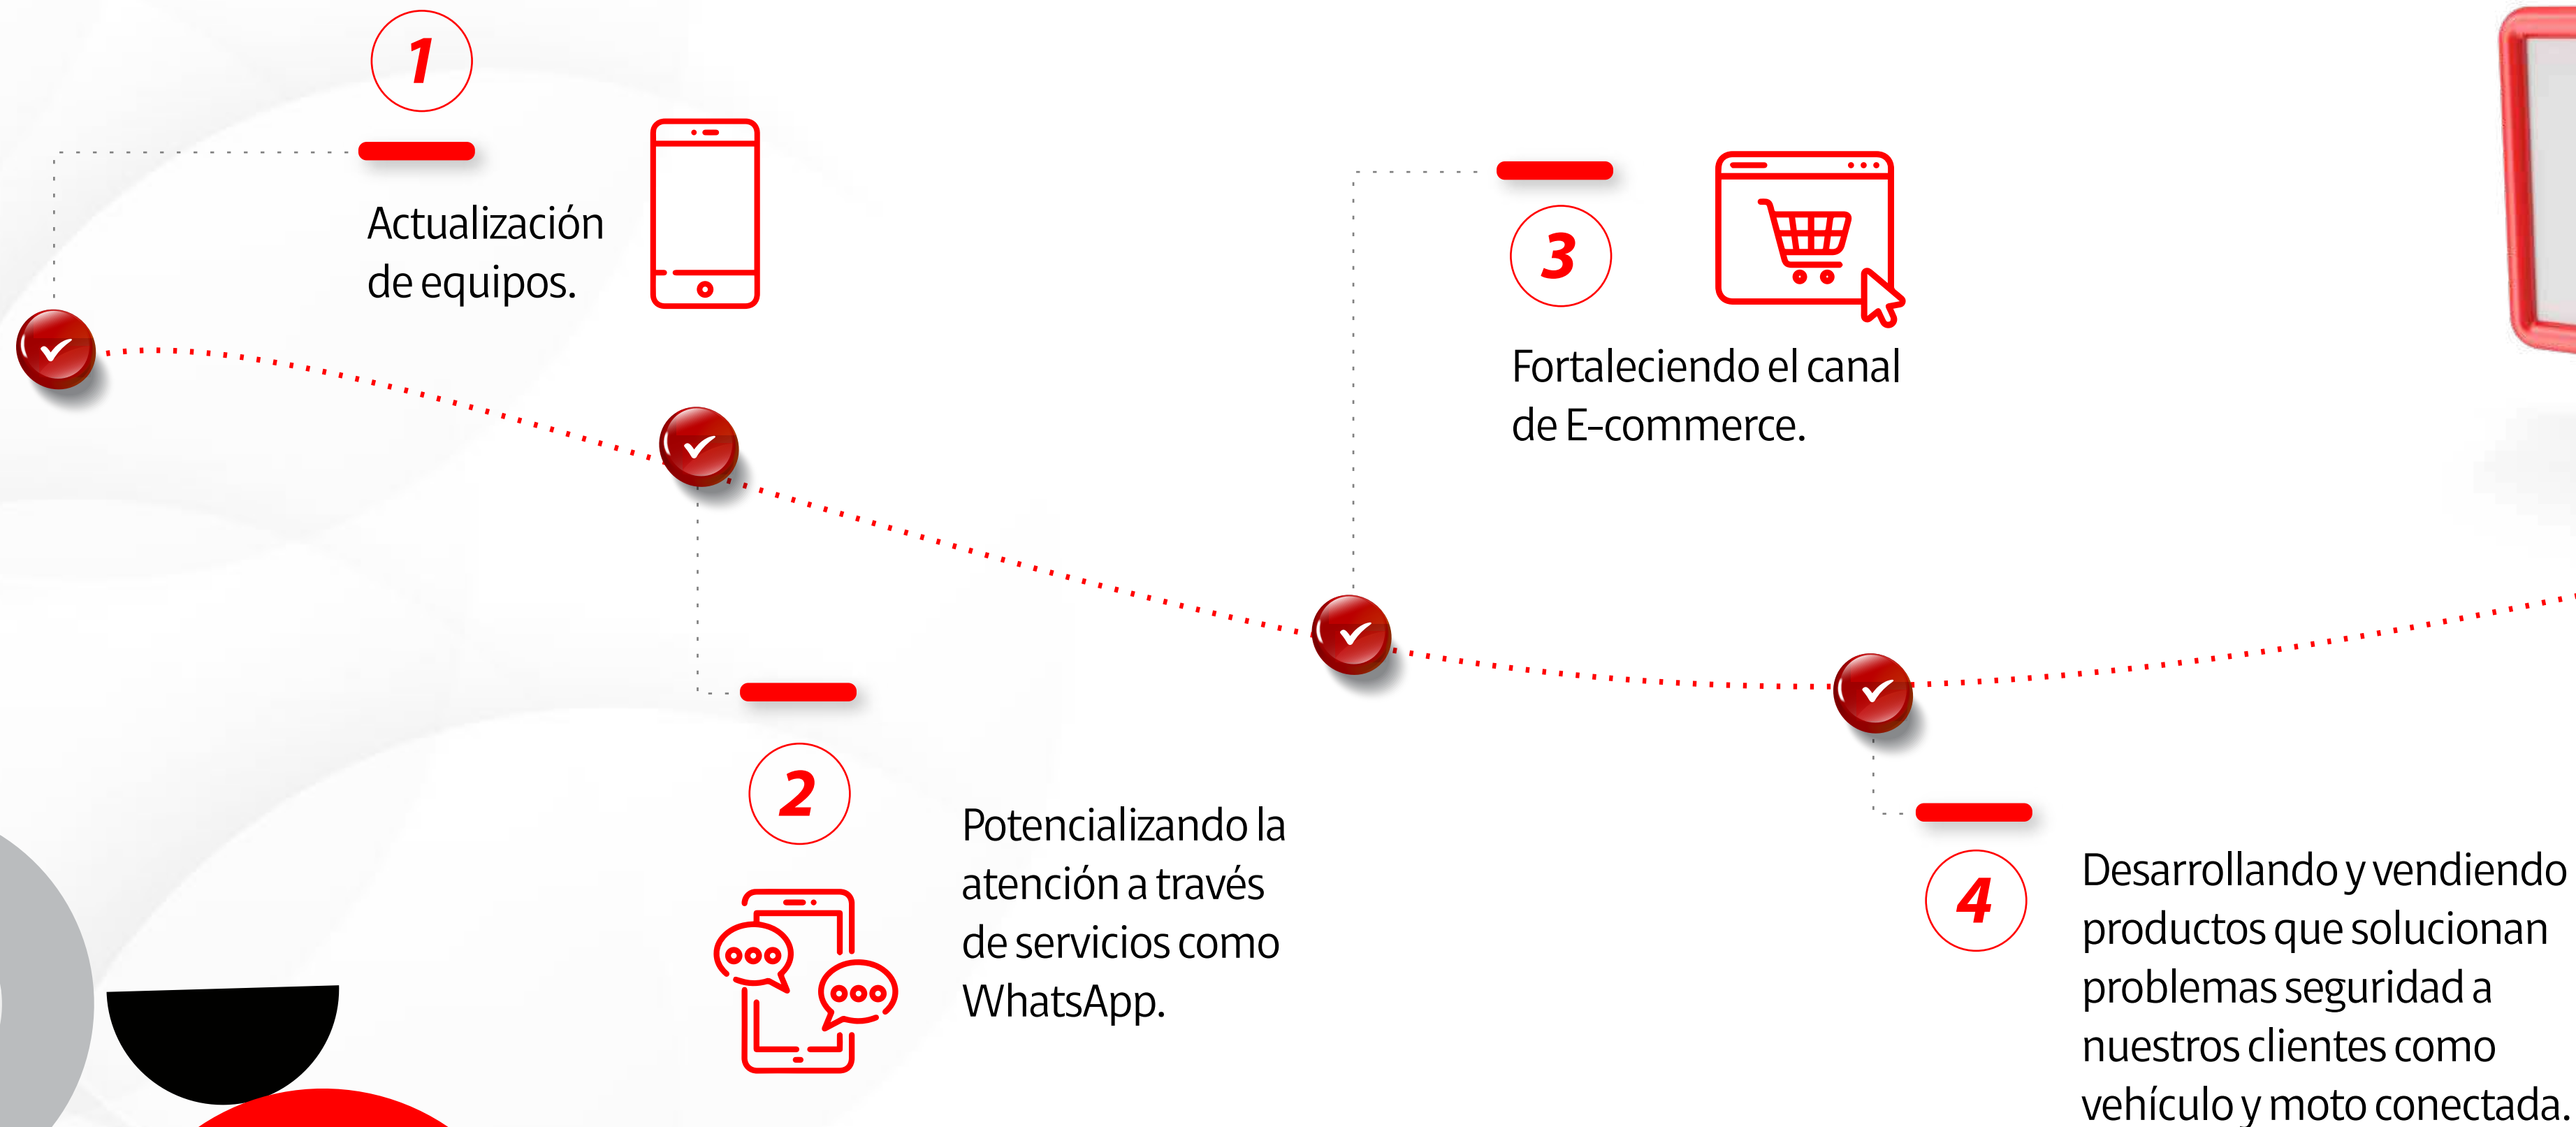 1
Actualización
de equipos.
2
Potencializando la
atención a través
de servicios como
WhatsApp.
3
Fortaleciendo el canal
de E-commerce.
4
Desarrollando y vendiendo
productos que solucionan
problemas seguridad a
nuestros clientes como
vehículo y moto conectada.